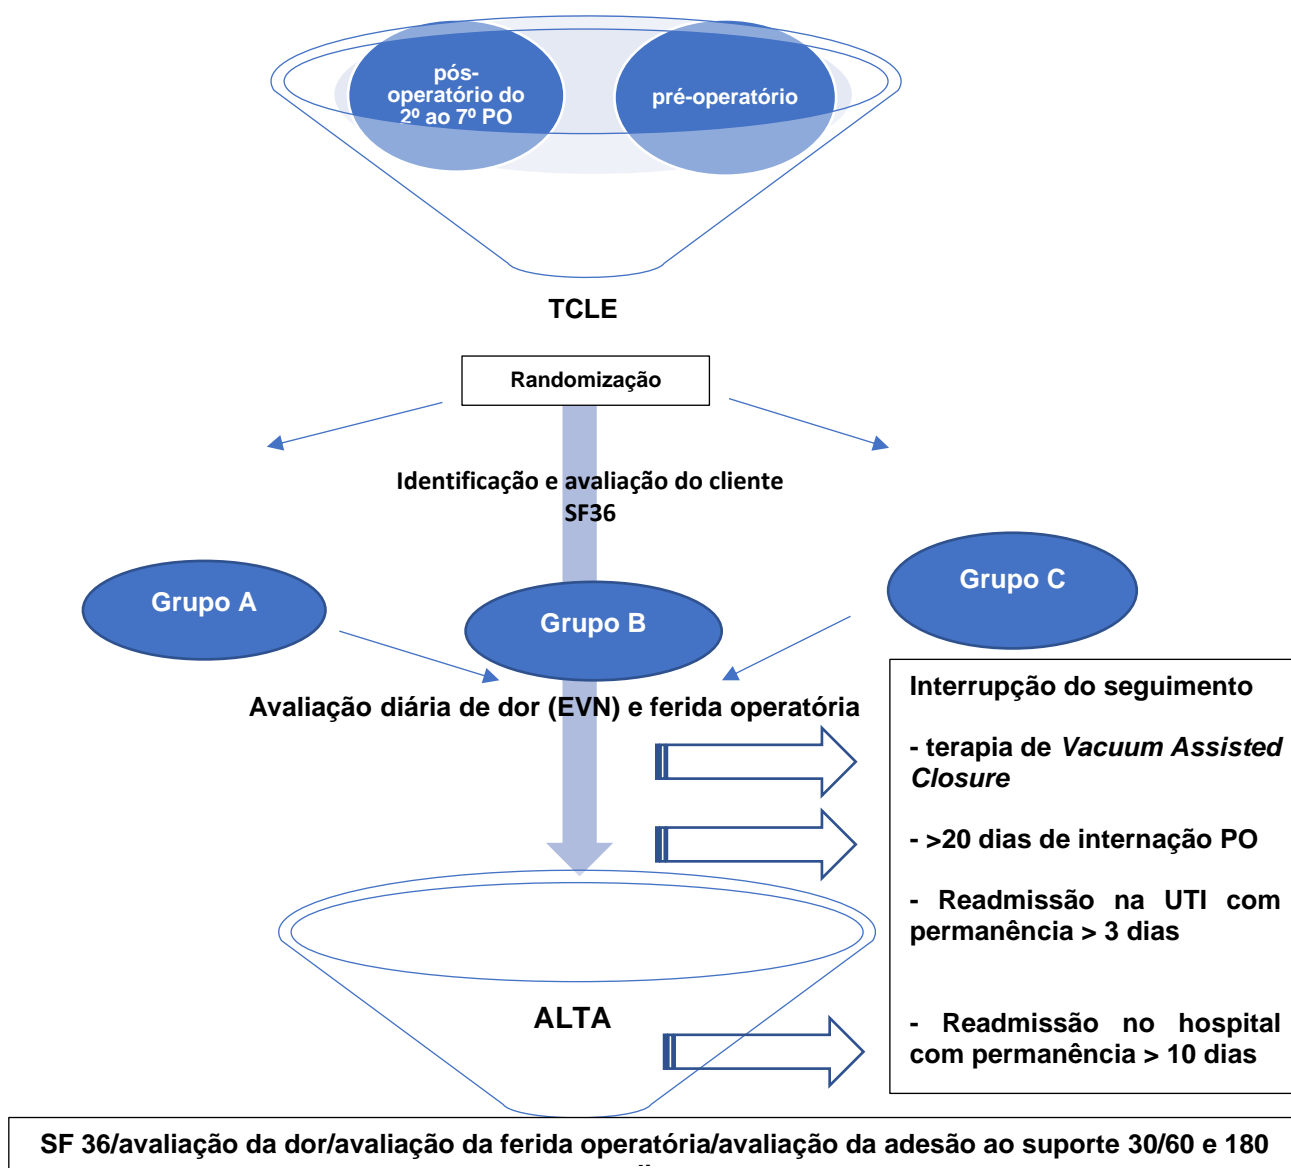 pós-
operatório do
2º ao 7º PO
pré-operatório
TCLE
Randomização
Identificação e avaliação do cliente
SF36
Grupo A
Grupo B
Grupo C
Avaliação diária de dor (EVN) e ferida operatória
Interrupção do seguimento
- terapia de Vacuum Assisted
Closure
- >20 dias de internação PO
- Readmissão na UTI com
permanência > 3 dias
- Readmissão no hospital
com permanência > 10 dias
ALTA
SF 36/avaliação da dor/avaliação da ferida operatória/avaliação da adesão ao suporte 30/60 e 180